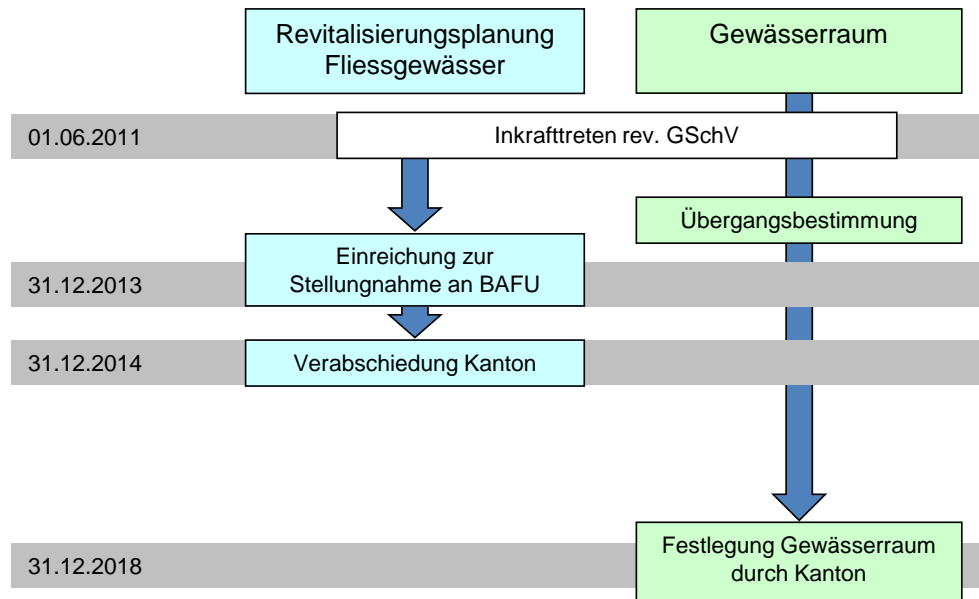 Revitalisierungsplanung
Fliessgewässer
Gewässerraum
01.06.2011
Inkrafttreten rev. GSchV
Übergangsbestimmung
Einreichung zur
Stellungnahme an BAFU
31.12.2013
31.12.2014
Verabschiedung Kanton
Festlegung Gewässerraum
durch Kanton
31.12.2018